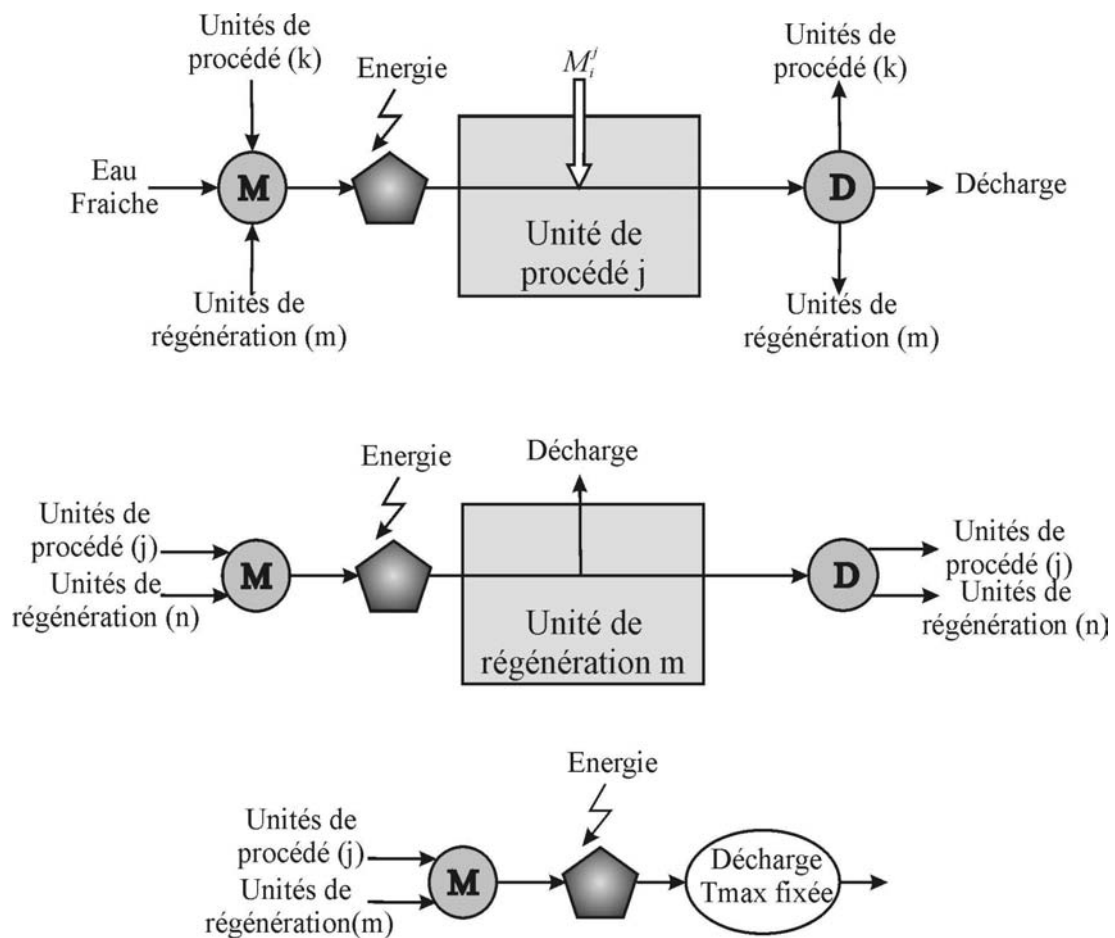 Unités de
procédé (k)
Energie
M_i^j
Unités de
procédé (k)
Eau
Fraiche
M
D
Décharge
Unité de
procédé j
Unités de
régénération (m)
Unités de
régénération (m)
Energie
Décharge
Unités de
procédé (j)
Unités de
régénération (n)
M
D
Unités de
procédé (j)
Unités de
régénération (n)
Unité de
régénération m
Energie
Unités de
procédé (j)
Unités de
régénération(m)
M
Décharge
Tmax fixée